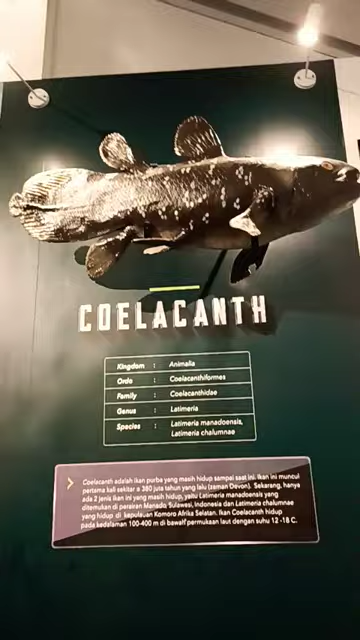 COELACANTH
Kingdom : Animalia
Ordo : Coelacanthiformes
Family : Coelacanthidae
Genus : Latimeria
Species : Latimeria manadoensis,
Latimeria chalumnae
Coelacanth adalah ikan purba yang masih hidup sampai saat ini. Ikan ini muncul
pertama kali sekitar a 380 juta tahun yang lalu (zaman Devon). Sekarang, hanya
ada 2 jenis ikan ini yang masih hidup, yaitu Latimeria manadoensis yang
ditemukan di perairan Manado Sulawesi, Indonesia dan Latimeria chalumnae
yang hidup di kepulauan Komoro Afrika Selatan. Ikan Coelacanth hidup
pada kedalaman 100-400 m di bawah permukaan laut dengan suhu 12 -18 C.